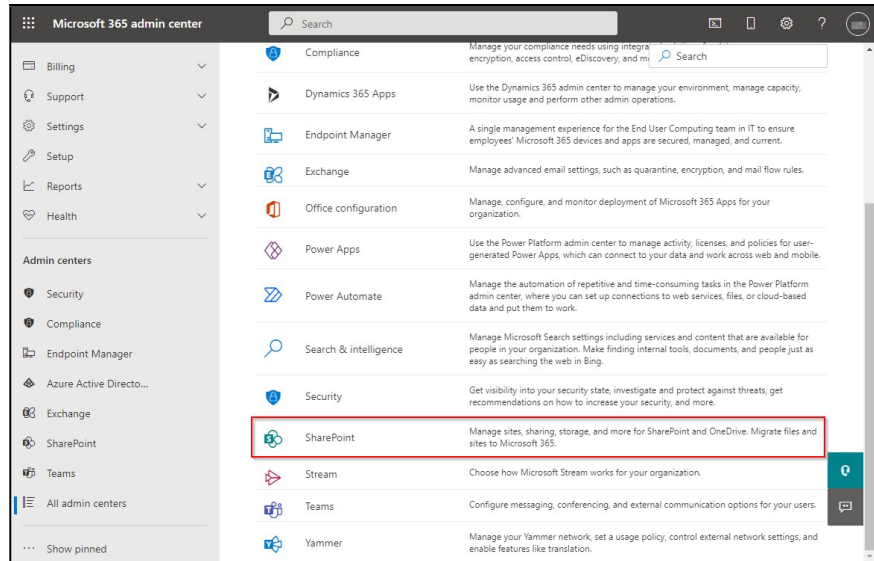 Microsoft 365 admin center
Search
?
Billing
Support
Settings
Setup
Reports
Health
Admin centers
Security
Compliance
Endpoint Manager
Azure Active Directo...
Exchange
SharePoint
Teams
All admin centers
Show pinned
Compliance
Manage your compliance needs using integra
encryption, access control, eDiscovery, and m
Search
Dynamics 365 Apps
Use the Dynamics 365 admin center to manage your environment, manage capacity,
monitor usage and perform other admin operations.
Endpoint Manager
A single management experience for the End User Computing team in IT to ensure
employees' Microsoft 365 devices and apps are secured, managed, and current.
Exchange
Manage advanced email settings, such as quarantine, encryption, and mail flow rules.
Office configuration
Manage, configure, and monitor deployment of Microsoft 365 Apps for your
organization.
Power Apps
Use the Power Platform admin center to manage activity, licenses, and policies for user-
generated Power Apps, which can connect to your data and work across web and mobile.
Power Automate
Manage the automation of repetitive and time-consuming tasks in the Power Platform
admin center, where you can set up connections to web services, files, or cloud-based
data and put them to work.
Search & intelligence
Manage Microsoft Search settings including services and content that are available for
people in your organization. Make finding internal tools, documents, and people just as
easy as searching the web in Bing.
Security
Get visibility into your security state, investigate and protect against threats, get
recommendations on how to increase your security, and more.
SharePoint
Manage sites, sharing, storage, and more for SharePoint and OneDrive. Migrate files and
sites to Microsoft 365.
Stream
Choose how Microsoft Stream works for your organization.
Teams
Configure messaging, conferencing, and external communication options for your users.
Yammer
Manage your Yammer network, set a usage policy, control external network settings, and
enable features like translation.